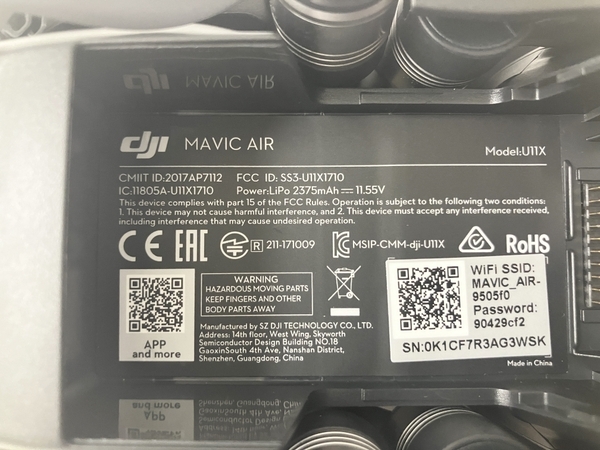 dji MAVIC AIR
Model:U11X
CMIIT ID:2017AP7112 FCC ID: SS3-U11X1710
IC:11805A-U11X1710 Power:LiPo 2375mAh ⎓ 11.55V
This device complies with part 15 of the FCC Rules. Operation is subject to the following two conditions:
1. This device may not cause harmful interference, and 2. This device must accept any interference received,
including interference that may cause undesired operation.
CE EAC R 211-171009 MSIP-CMM-dji-U11X RoHS
APP
and more
WARNING
HAZARDOUS MOVING PARTS
KEEP FINGERS AND OTHER
BODY PARTS AWAY
Manufactured by SZ DJI TECHNOLOGY CO., LTD.
Address: 14th floor, West Wing, Skyworth
Semiconductor Design Building NO.18
GaoxinSouth 4th Ave, Nanshan District,
Shenzhen, Guangdong, China
WiFi SSID:
MAVIC_AIR-
9505f0
Password:
90429cf2
SN:0K1CF7R3AG3WSK
Made in China